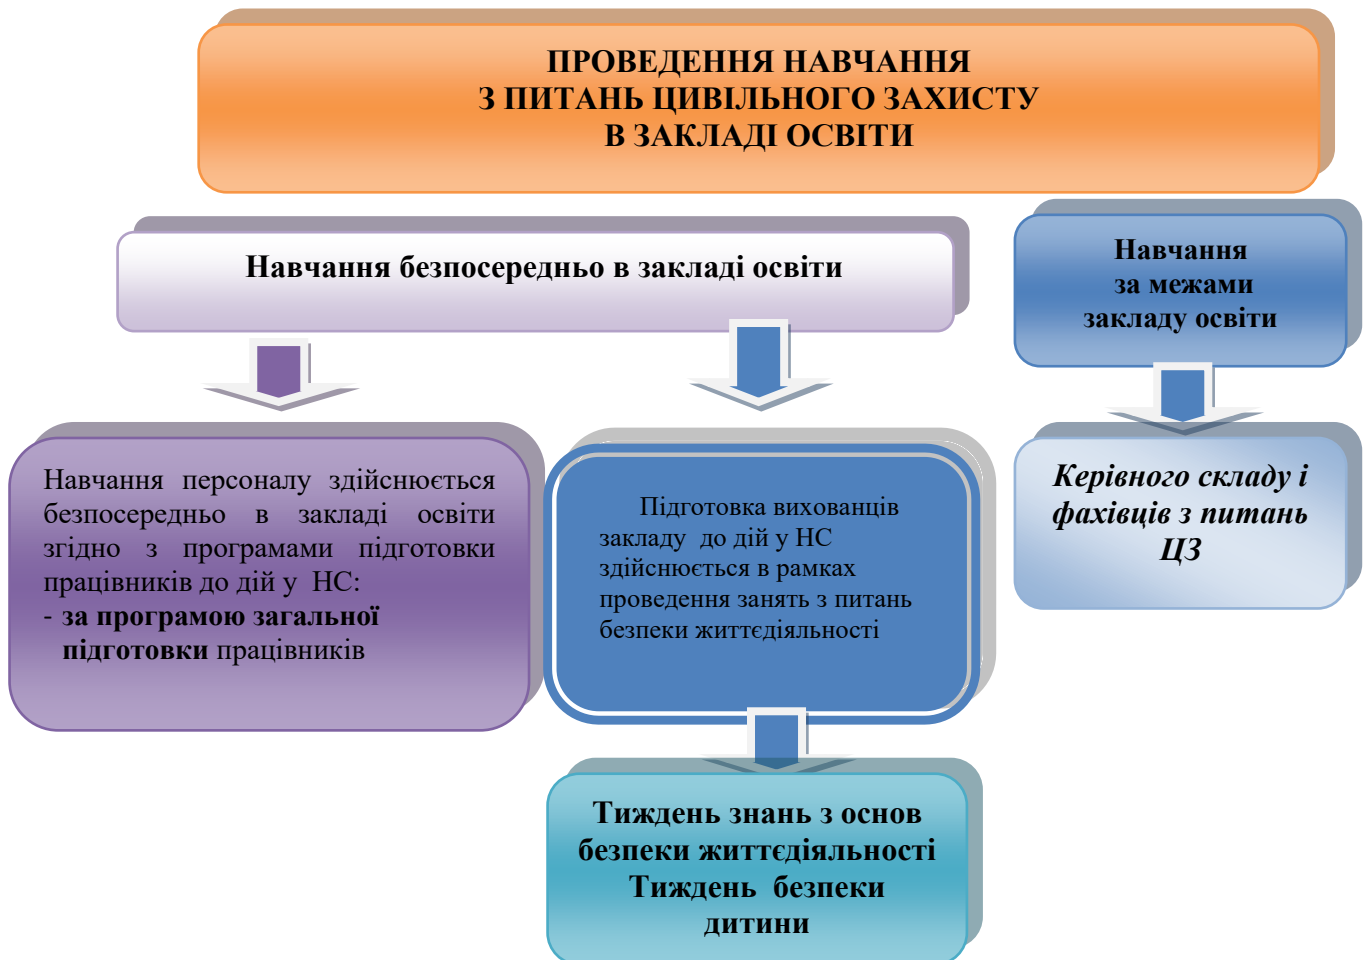 ПРОВЕДЕННЯ НАВЧАННЯ
З ПИТАНЬ ЦИВІЛЬНОГО ЗАХИСТУ
В ЗАКЛАДІ ОСВІТИ
Навчання безпосередньо в закладі освіти
Навчання
за межами
закладу освіти
Навчання персоналу здійснюється
безпосередньо в закладі освіти
згідно з програмами підготовки
працівників до дій у НС:
- за програмою загальної
підготовки працівників
Підготовка вихованців
закладу до дій у НС
здійснюється в рамках
проведення занять з питань
безпеки життєдіяльності
Керівного складу і
фахівців з питань
ЦЗ
Тиждень знань з основ
безпеки життєдіяльності
Тиждень безпеки
дитини